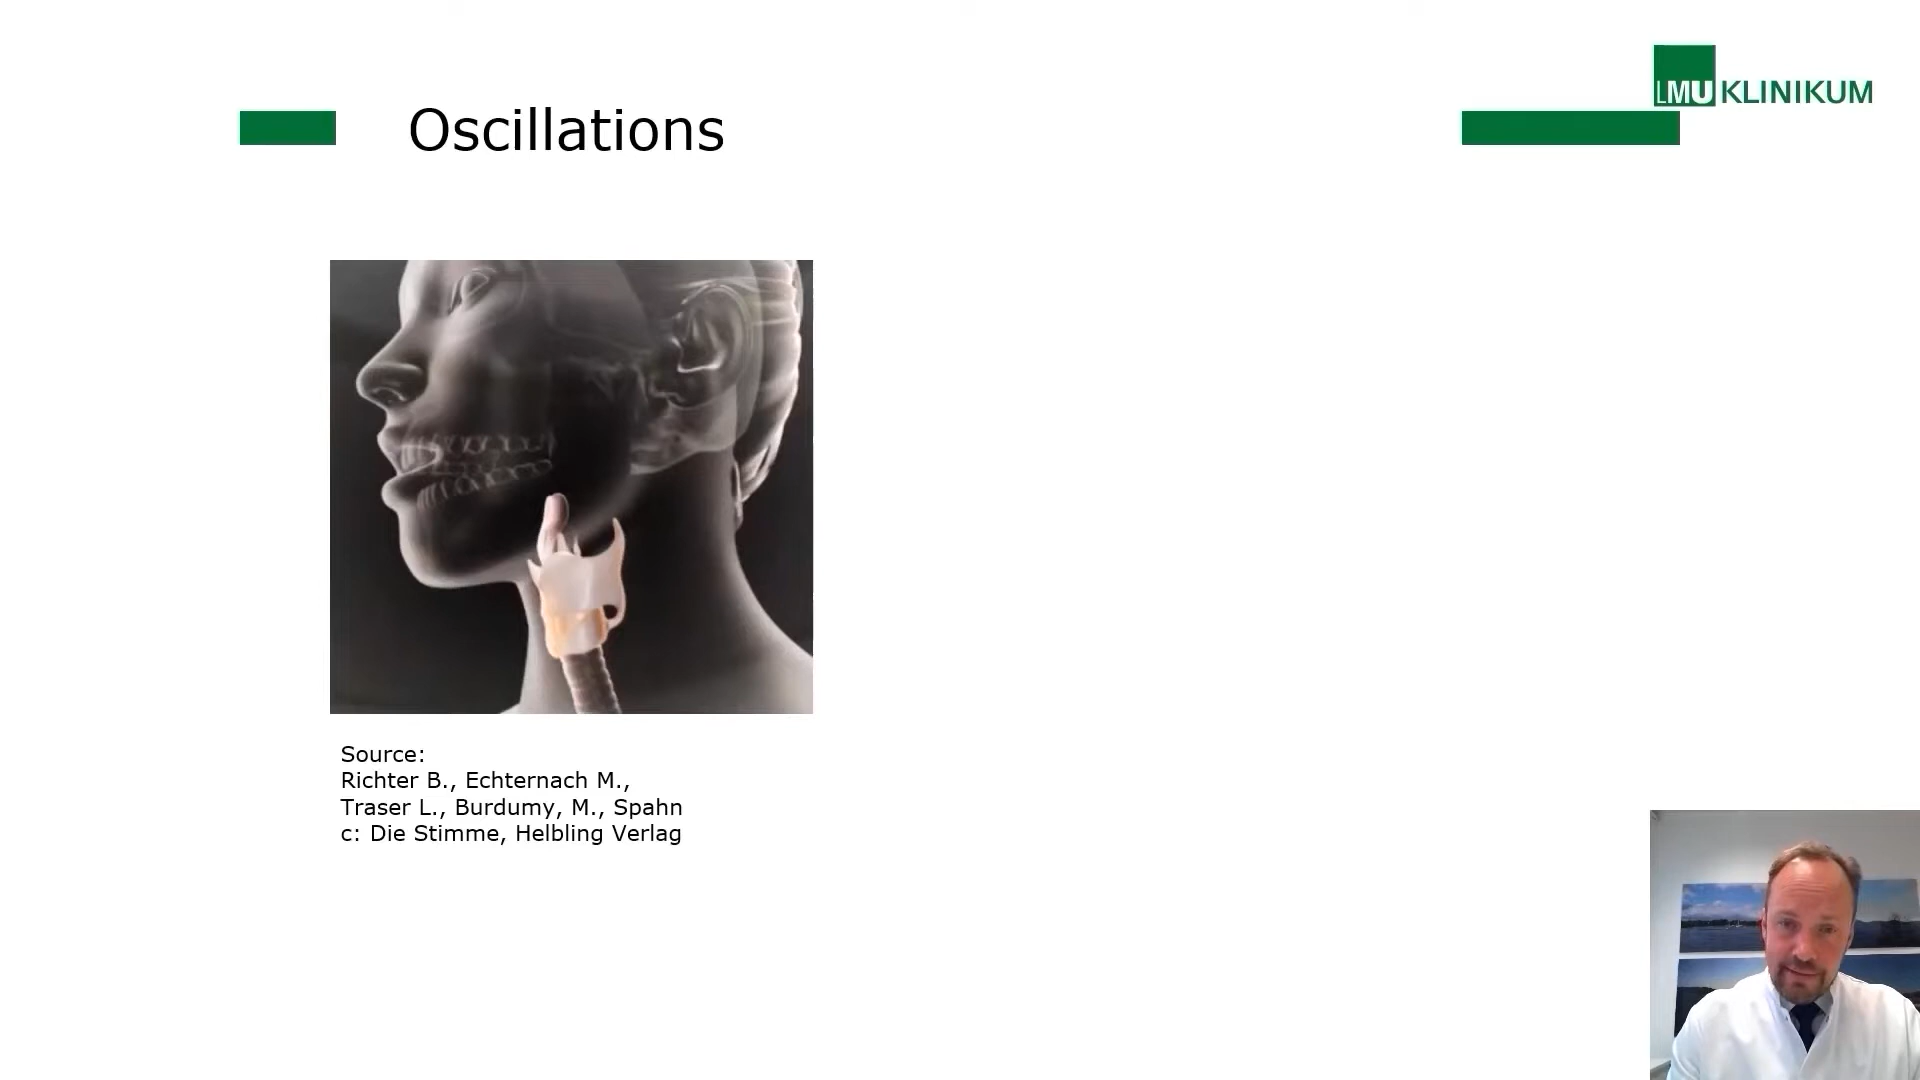 LMU KLINIKUM
Oscillations
Source:
Richter B., Echternach M.,
Traser L., Burdumy, M., Spahn
c: Die Stimme, Helbling Verlag